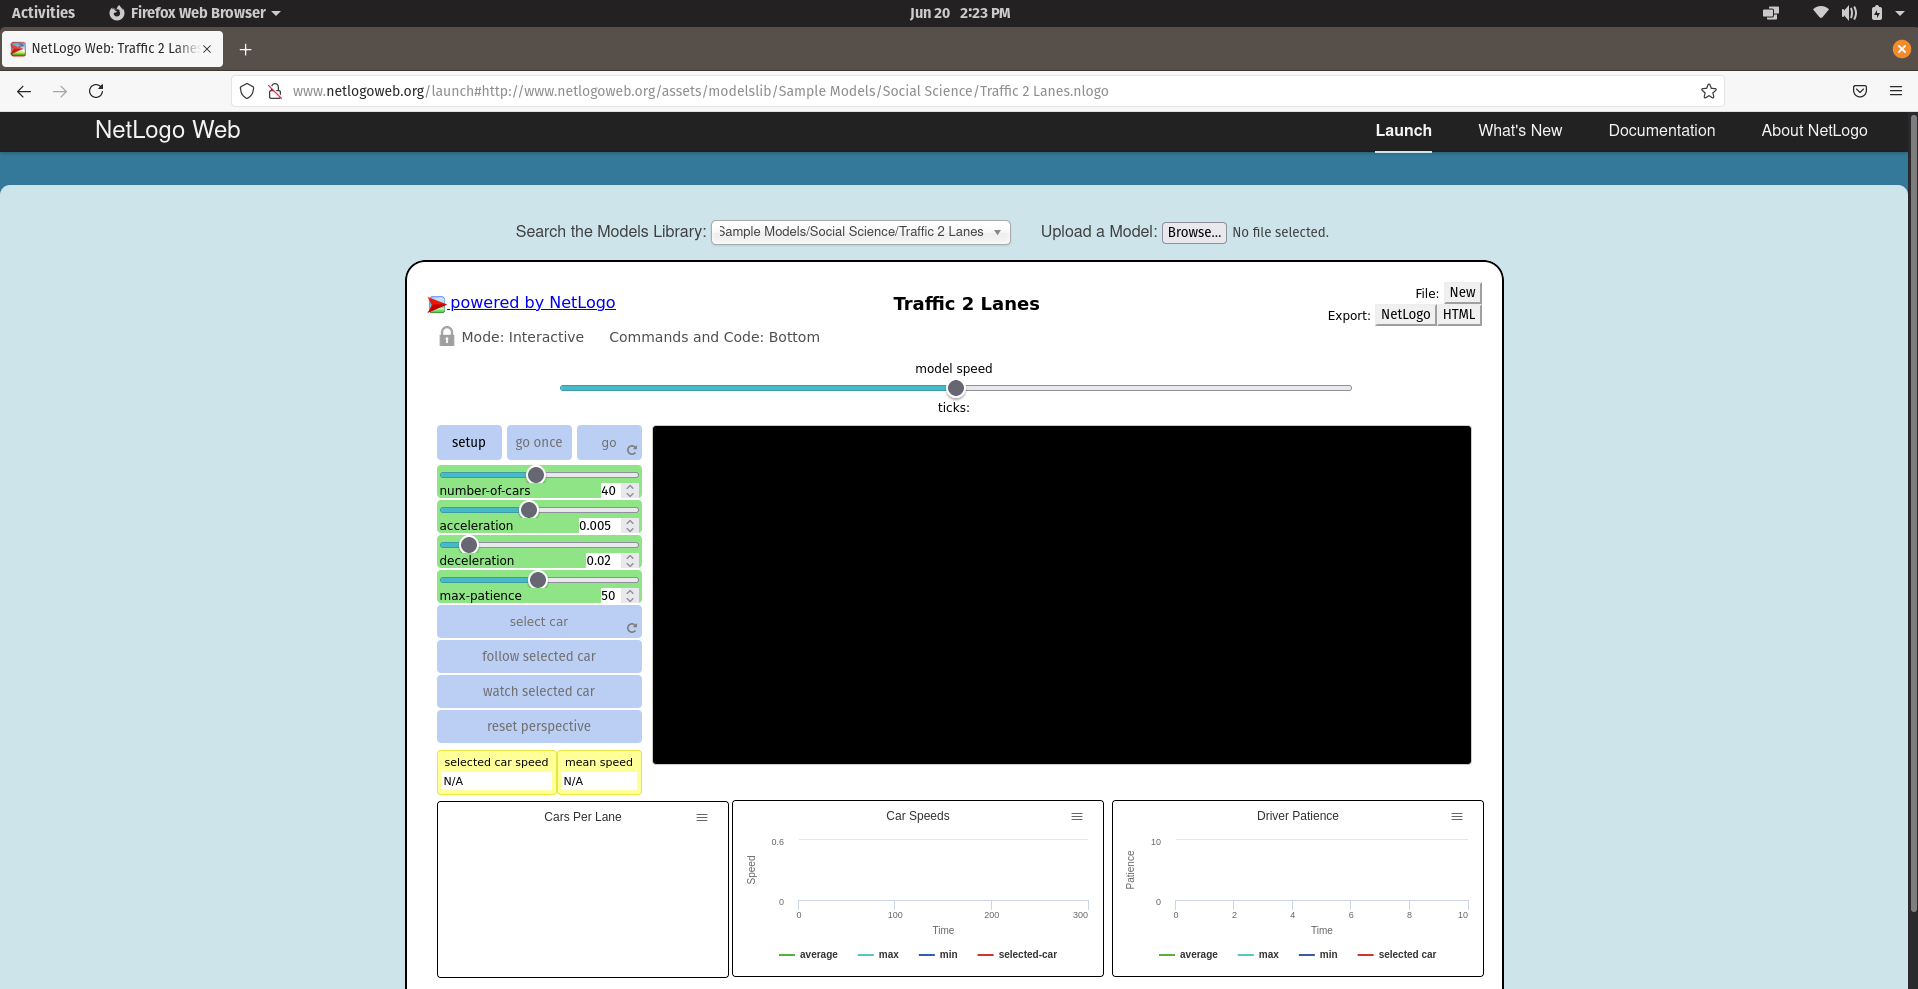 Activities Firefox Web Browser Jun 20 2:23 PM
NetLogo Web: Traffic 2 Lane
www.netlogoweb.org/launch#http://www.netlogoweb.org/assets/modelslib/Sample Models/Social Science/Traffic 2 Lanes.nlogo
NetLogo Web Launch What's New Documentation About NetLogo
Search the Models Library: Sample Models/Social Science/Traffic 2 Lanes Upload a Model: Browse... No file selected.
powered by NetLogo Traffic 2 Lanes File: New
Export: NetLogo HTML
Mode: Interactive Commands and Code: Bottom
model speed
ticks:
setup go once go
number-of-cars 40
acceleration 0.005
deceleration 0.02
max-patience 50
select car
follow selected car
watch selected car
reset perspective
selected car speed mean speed
N/A N/A
Cars Per Lane
Car Speeds
Speed
0.6
0
0 100 200 300
Time
average max min selected-car
Driver Patience
Patience
10
0
0 2 4 6 8 10
Time
average max min selected car